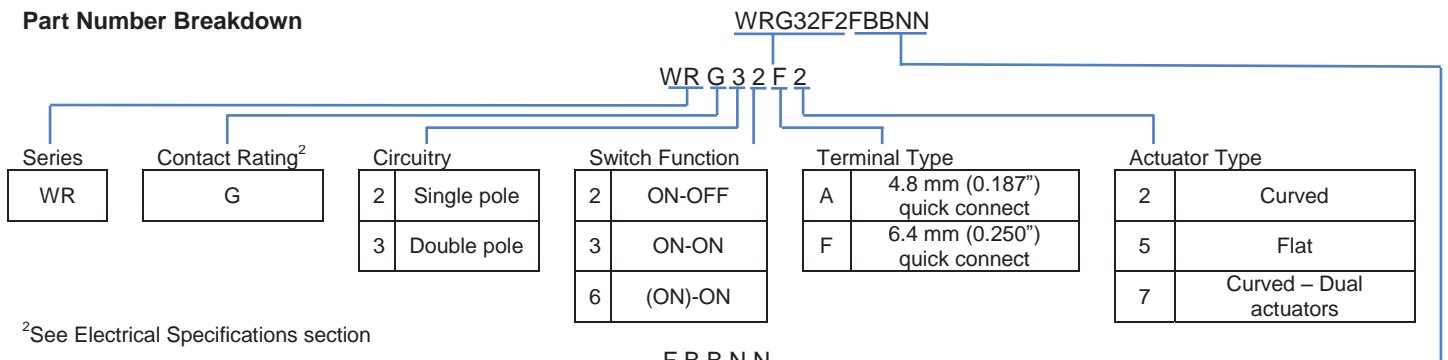 Part Number Breakdown
WRG32F2FBBNN
WR G 3 2 F 2
Series
WR
Contact Rating2
G
Circuitry
2 Single pole
3 Double pole
Switch Function
2 ON-OFF
3 ON-ON
6 (ON)-ON
Terminal Type
A 4.8 mm (0.187”)
quick connect
F 6.4 mm (0.250”)
quick connect
Actuator Type
2 Curved
5 Flat
7 Curved – Dual
actuators
2See Electrical Specifications section
F B B N N